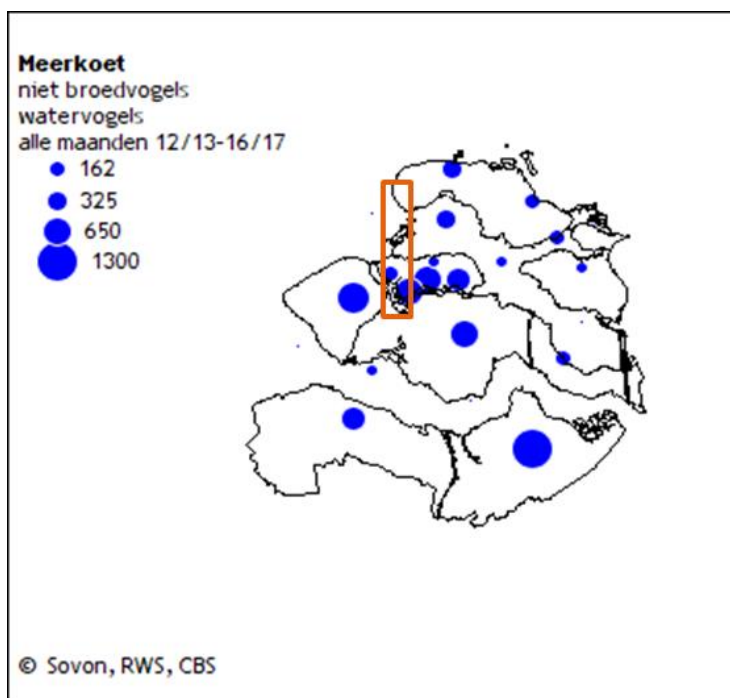 Meerkoet
niet broedvogels
watervogels
alle maanden 12/13-16/17
162
325
650
1300
© Sovon, RWS, CBS